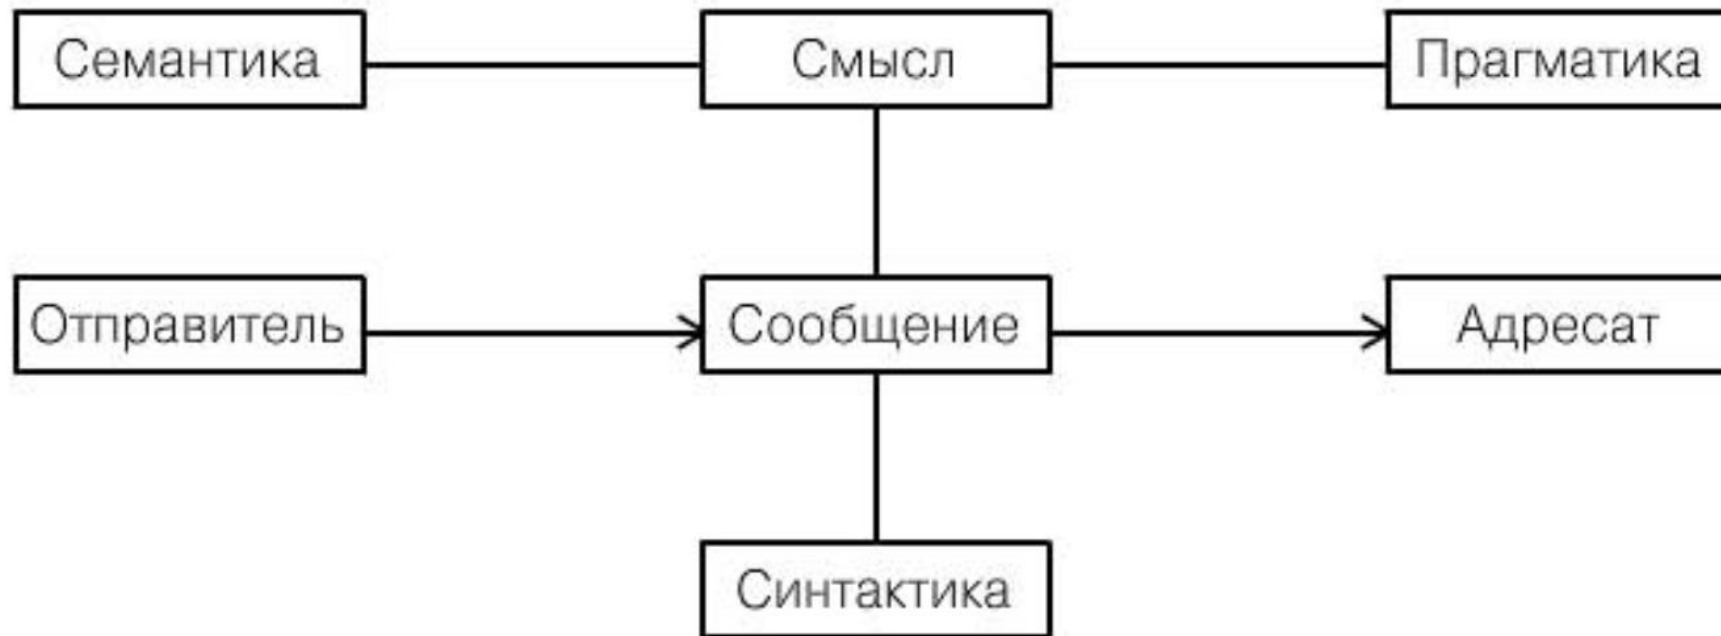 Семантика
Смысл
Прагматика
Отправитель
Сообщение
Адресат
Синтактика